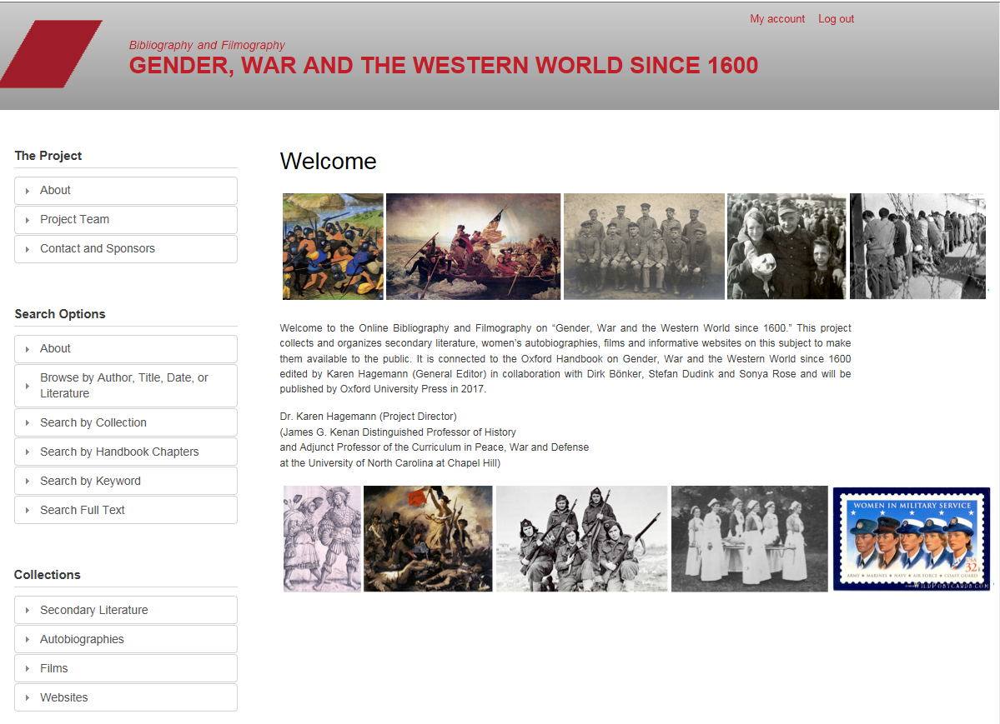 My account Log out
Bibliography and Filmography
GENDER, WAR AND THE WESTERN WORLD SINCE 1600
The Project
About
Project Team
Contact and Sponsors
Search Options
About
Browse by Author, Title, Date, or
Literature
Search by Collection
Search by Handbook Chapters
Search by Keyword
Search Full Text
Collections
Secondary Literature
Autobiographies
Films
Websites
Welcome
Welcome to the Online Bibliography and Filmography on “Gender, War and the Western World since 1600.” This project
collects and organizes secondary literature, women’s autobiographies, films and informative websites on this subject to make
them available to the public. It is connected to the Oxford Handbook on Gender, War and the Western World since 1600
edited by Karen Hagemann (General Editor) in collaboration with Dirk Bönker, Stefan Dudink and Sonya Rose and will be
published by Oxford University Press in 2017.
Dr. Karen Hagemann (Project Director)
(James G. Kenan Distinguished Professor of History
and Adjunct Professor of the Curriculum in Peace, War and Defense
at the University of North Carolina at Chapel Hill)
WOMEN IN MILITARY SERVICE
USA
32
ARMY ★ MARINES ★ NAVY ★ AIR FORCE ★ COAST GUARD
WILDPOSTCARDS.COM